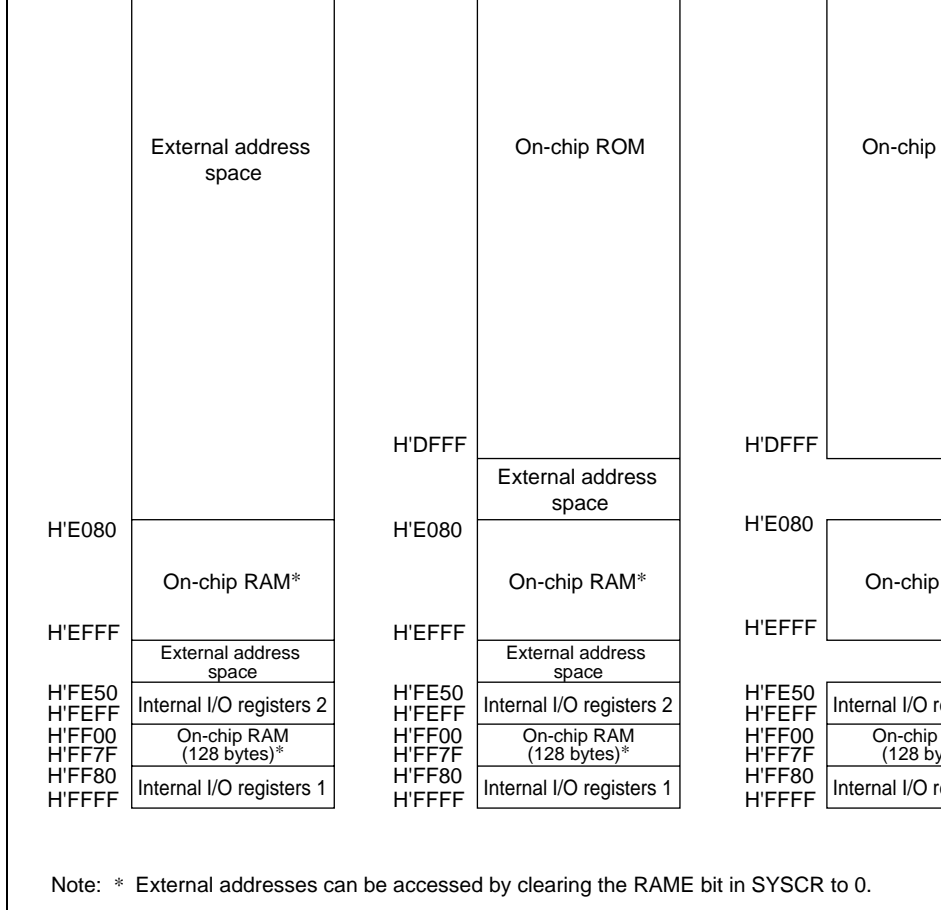 External address
space
H'E080
On-chip RAM*
H'EFFF
External address
space
H'FE50
Internal I/O registers 2
H'FEFF
H'FF00
On-chip RAM
(128 bytes)*
H'FF7F
H'FF80
Internal I/O registers 1
H'FFFF
On-chip ROM
H'DFFF
External address
space
H'E080
On-chip RAM*
H'EFFF
External address
space
H'FE50
Internal I/O registers 2
H'FEFF
H'FF00
On-chip RAM
(128 bytes)*
H'FF7F
H'FF80
Internal I/O registers 1
H'FFFF
On-chip
H'DFFF
H'E080
On-chip
H'EFFF
H'FE50
Internal I/O
H'FEFF
H'FF00
On-chip
(128
H'FF7F
H'FF80
Internal I/O
H'FFFF
Note: * External addresses can be accessed by clearing the RAME bit in SYSCR to 0.